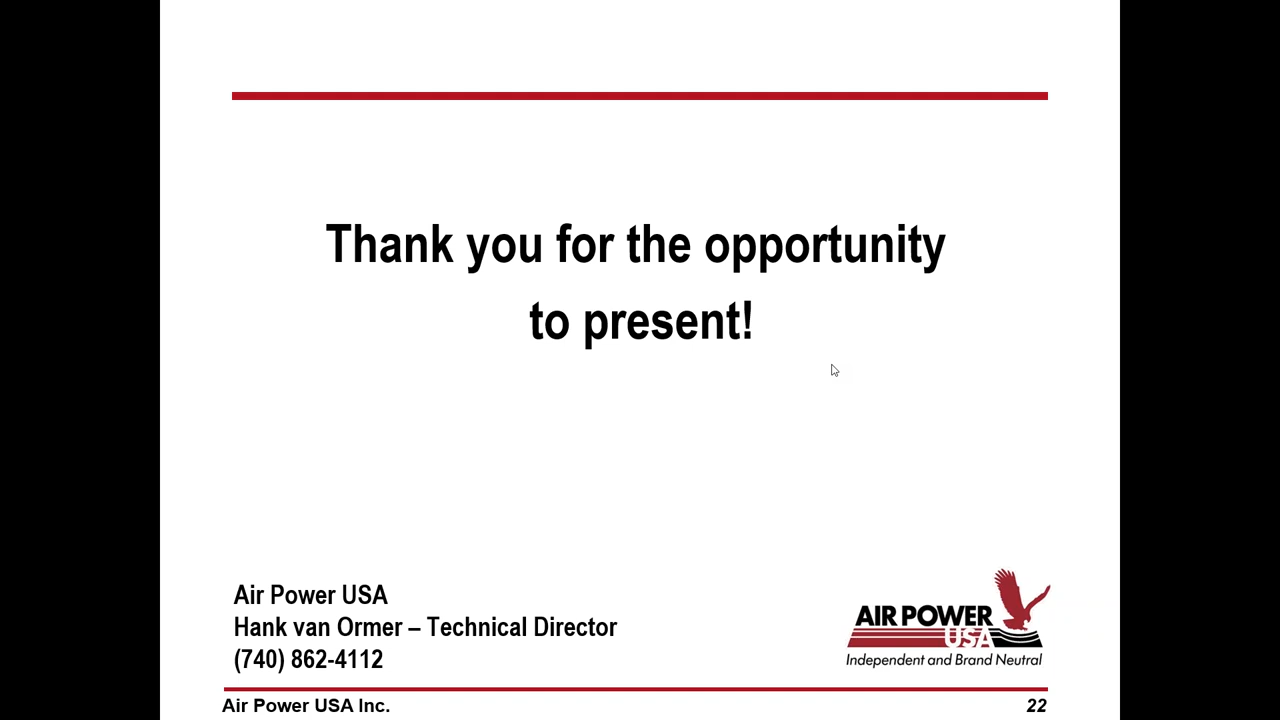 Thank you for the opportunity
to present!
Air Power USA
Hank van Ormer – Technical Director
(740) 862-4112
AIR POWER
USA
Independent and Brand Neutral
Air Power USA Inc.
22